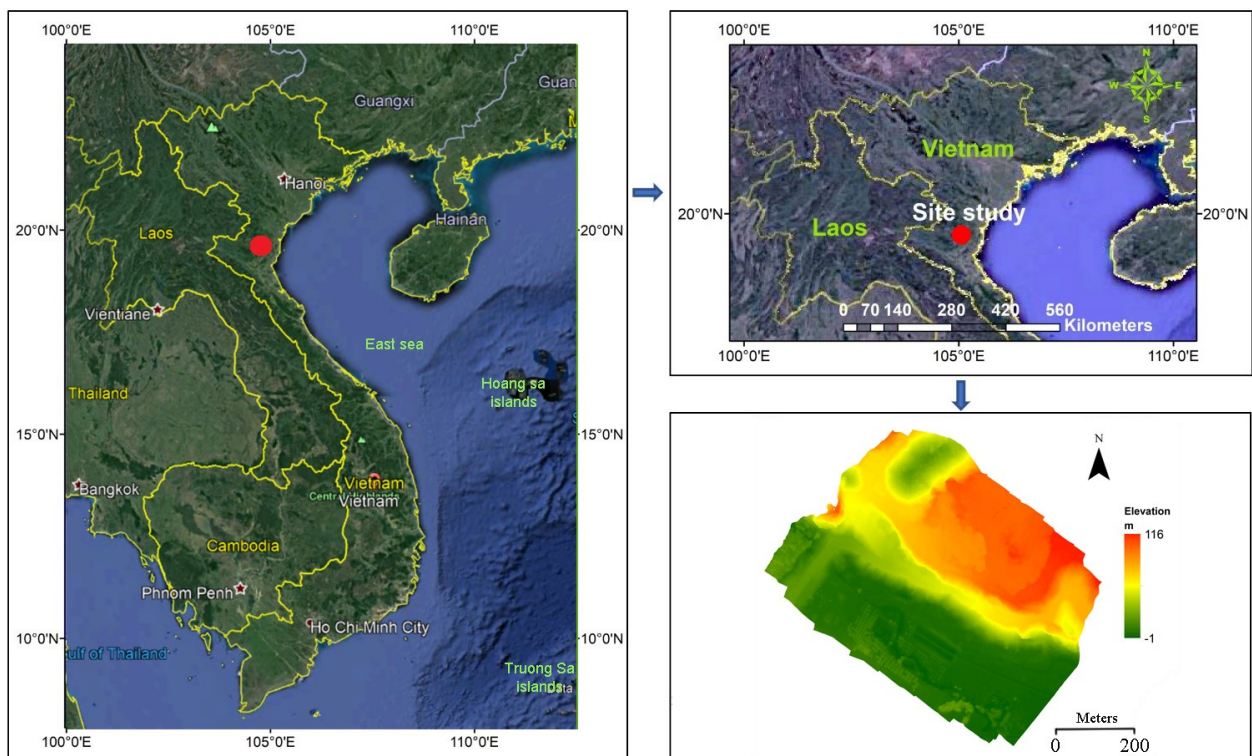 100°0'E 105°0'E 110°0'E
Guangxi
Guan
M
Hanoi
Hainan
20°0'N 20°0'N
Laos
Vientiane
East sea
Thailand
Hoang sa
islands
15°0'N 15°0'N
Vietnam
Bangkok
Central Highlands
Vietnam
Cambodia
Phnom Penh
Ho Chi Minh City
10°0'N 10°0'N
ulf of Thailand
Truong Sa
islands
100°0'E 105°0'E 110°0'E
100°0'E 105°0'E 110°0'E
N
W E
S
Vietnam
20°0'N 20°0'N
Site study
Laos
0 70 140 280 420 560
Kilometers
100°0'E 105°0'E 110°0'E
N
Elevation
m
116
-1
Meters
0 200